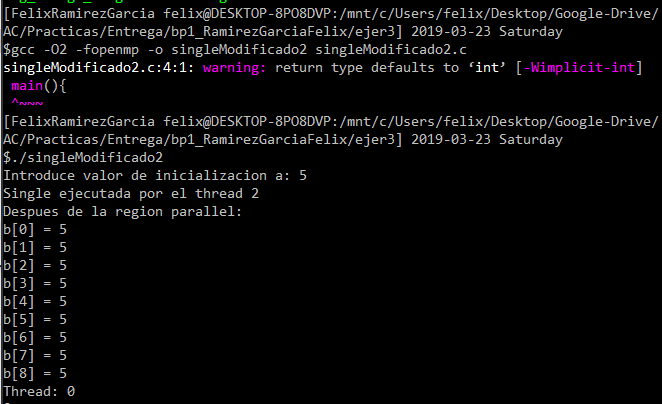 [FelixRamirezGarcia felix@DESKTOP-8PO8DVP:/mnt/c/Users/felix/Desktop/Google-Drive/
AC/Practicas/Entrega/bp1_RamirezGarciaFelix/ejer3] 2019-03-23 Saturday
$gcc -O2 -fopenmp -o singleModificado2 singleModificado2.c
singleModificado2.c:4:1: warning: return type defaults to ‘int’ [-Wimplicit-int]
 main(){
 ^~~~
[FelixRamirezGarcia felix@DESKTOP-8PO8DVP:/mnt/c/Users/felix/Desktop/Google-Drive/
AC/Practicas/Entrega/bp1_RamirezGarciaFelix/ejer3] 2019-03-23 Saturday
$./singleModificado2
Introduce valor de inicializacion a: 5
Single ejecutada por el thread 2
Despues de la region parallel:
b[0] = 5
b[1] = 5
b[2] = 5
b[3] = 5
b[4] = 5
b[5] = 5
b[6] = 5
b[7] = 5
b[8] = 5
Thread: 0